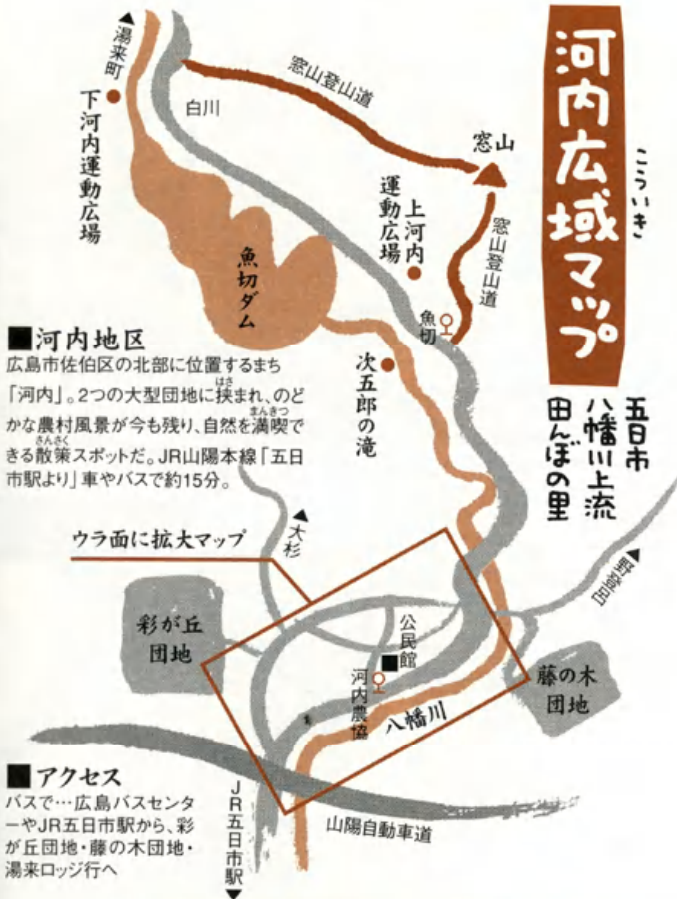 河内広域マップ
こういき
五日市
八幡川上流
田んぼの里
▲湯来町
下河内運動広場
白川
窓山登山道
窓山
窓山登山道
上河内
運動広場
魚切
魚切ダム
次五郎の滝
■河内地区
広島市佐伯区の北部に位置するまち
「河内」。2つの大型団地に挟まれ、のど
はさ
かな農村風景が今も残り、自然を満喫で
まんきつ
きる散策スポットだ。JR山陽本線「五日
さんさく
市駅より」車やバスで約15分。
▲大杉
ウラ面に拡大マップ
▲野登呂
彩が丘
団地
公民館
河内農協
八幡川
藤の木
団地
■アクセス
バスで…広島バスセンタ
ーやJR五日市駅から、彩
が丘団地・藤の木団地・
湯来ロッジ行へ
JR五日市駅▼
山陽自動車道